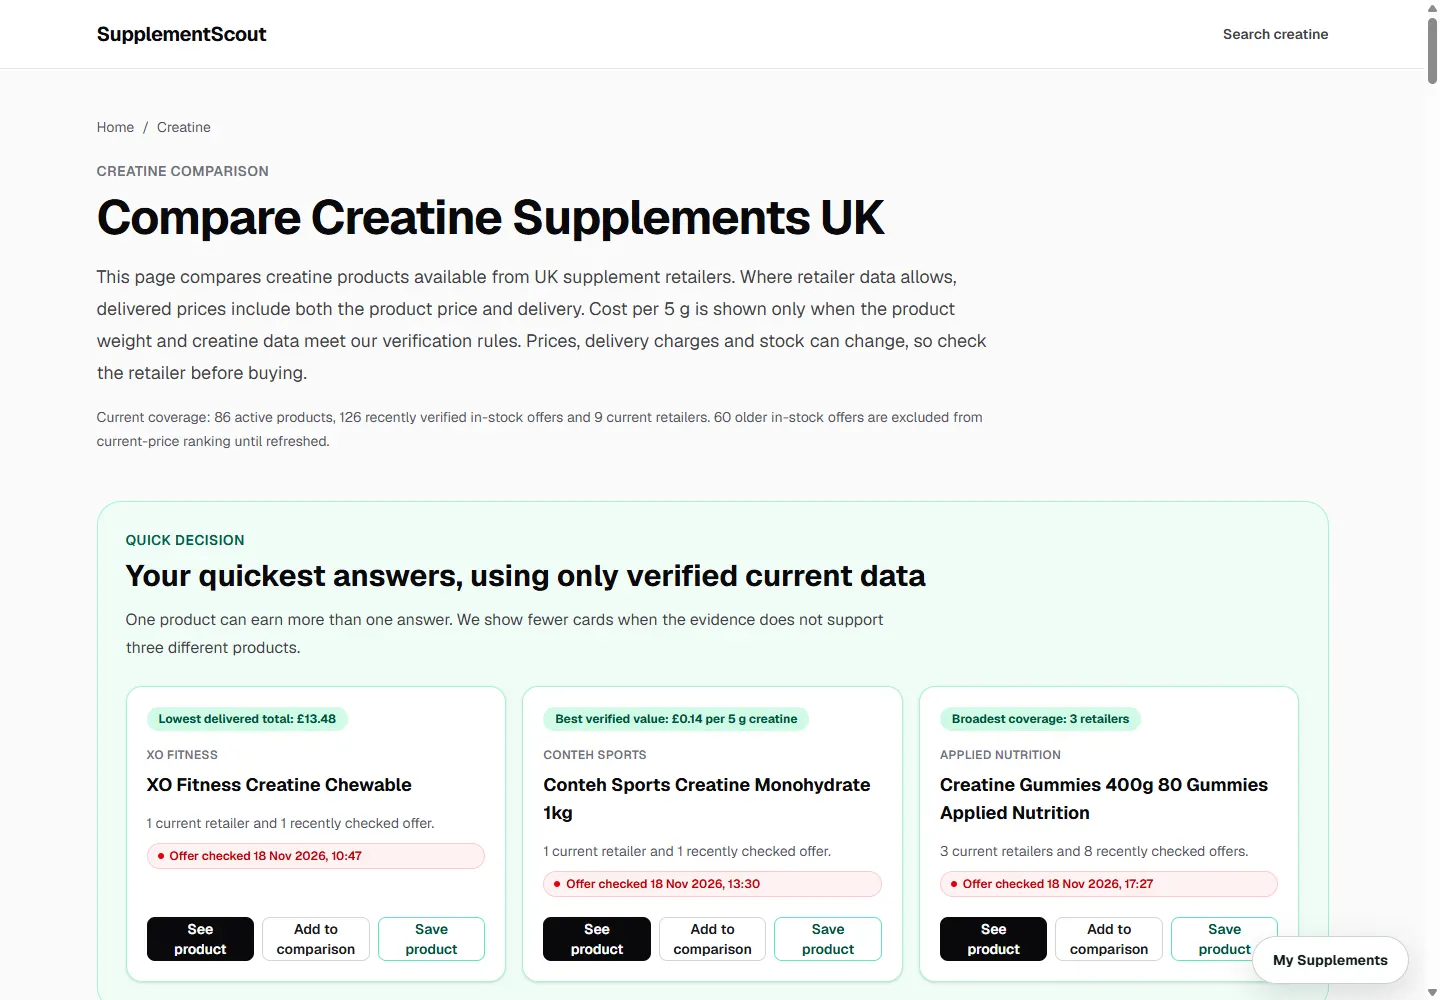 SupplementScout
Search creatine
Home / Creatine
CREATINE COMPARISON
Compare Creatine Supplements UK
This page compares creatine products available from UK supplement retailers. Where retailer data allows,
delivered prices include both the product price and delivery. Cost per 5 g is shown only when the product
weight and creatine data meet our verification rules. Prices, delivery charges and stock can change, so check
the retailer before buying.
Current coverage: 86 active products, 126 recently verified in-stock offers and 9 current retailers. 60 older in-stock offers are excluded from
current-price ranking until refreshed.
QUICK DECISION
Your quickest answers, using only verified current data
One product can earn more than one answer. We show fewer cards when the evidence does not support
three different products.
Lowest delivered total: £13.48
XO FITNESS
XO Fitness Creatine Chewable
1 current retailer and 1 recently checked offer.
Offer checked 18 Nov 2026, 10:47
See
product
Add to
comparison
Save
product
Best verified value: £0.14 per 5 g creatine
CONTEH SPORTS
Conteh Sports Creatine Monohydrate
1kg
1 current retailer and 1 recently checked offer.
Offer checked 18 Nov 2026, 13:30
See
product
Add to
comparison
Save
product
Broadest coverage: 3 retailers
APPLIED NUTRITION
Creatine Gummies 400g 80 Gummies
Applied Nutrition
3 current retailers and 8 recently checked offers.
Offer checked 18 Nov 2026, 17:27
See
product
Add to
comparison
Save
product
My Supplements